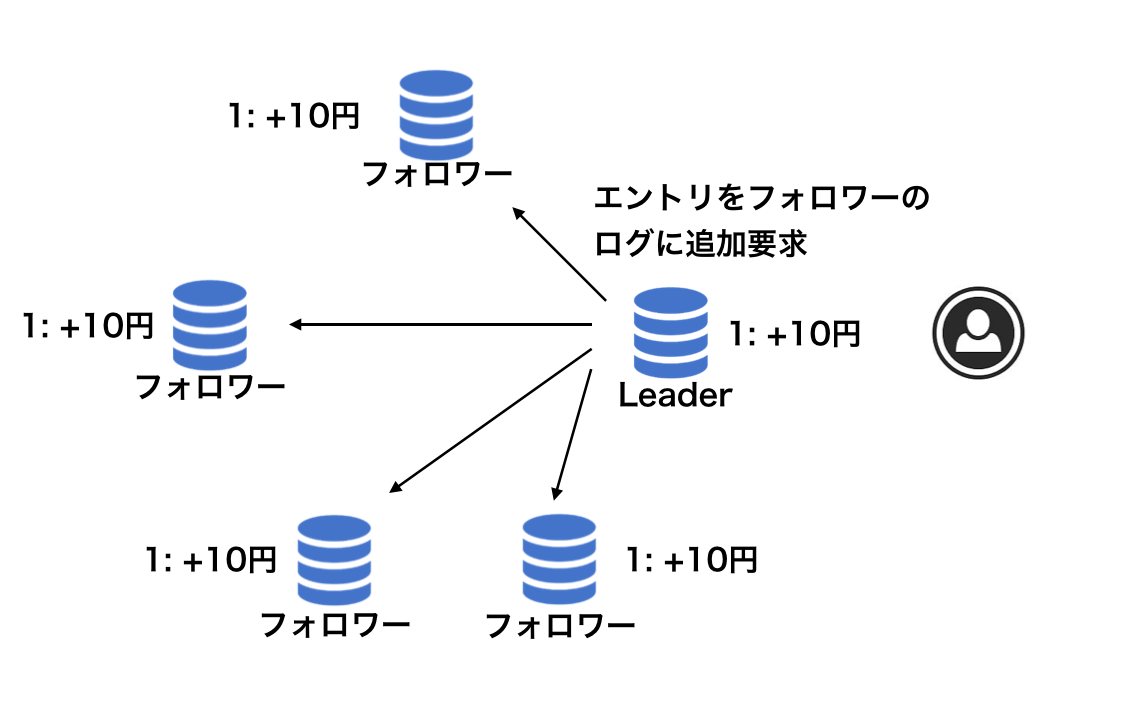 1: +10円
フォロワー
エントリをフォロワーの
ログに追加要求
1: +10円
フォロワー
1: +10円
Leader
1: +10円
フォロワー
1: +10円
フォロワー